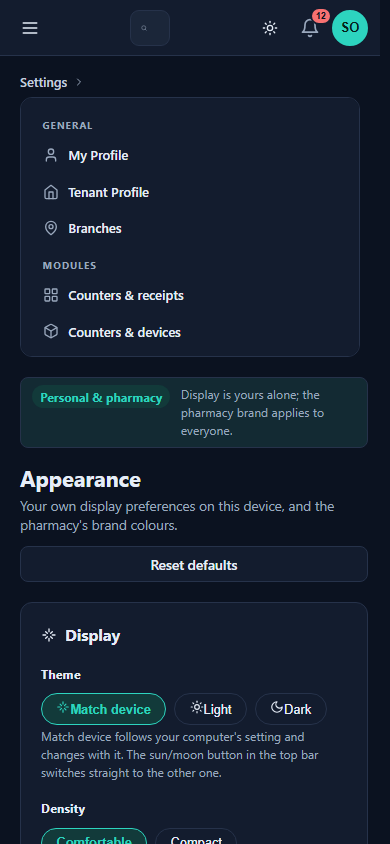 12
SO
Settings
GENERAL
My Profile
Tenant Profile
Branches
MODULES
Counters & receipts
Counters & devices
Personal & pharmacy
Display is yours alone; the
pharmacy brand applies to
everyone.
Appearance
Your own display preferences on this device, and the
pharmacy's brand colours.
Reset defaults
Display
Theme
Match device
Light
Dark
Match device follows your computer's setting and
changes with it. The sun/moon button in the top bar
switches straight to the other one.
Density
Comfortable
Compact